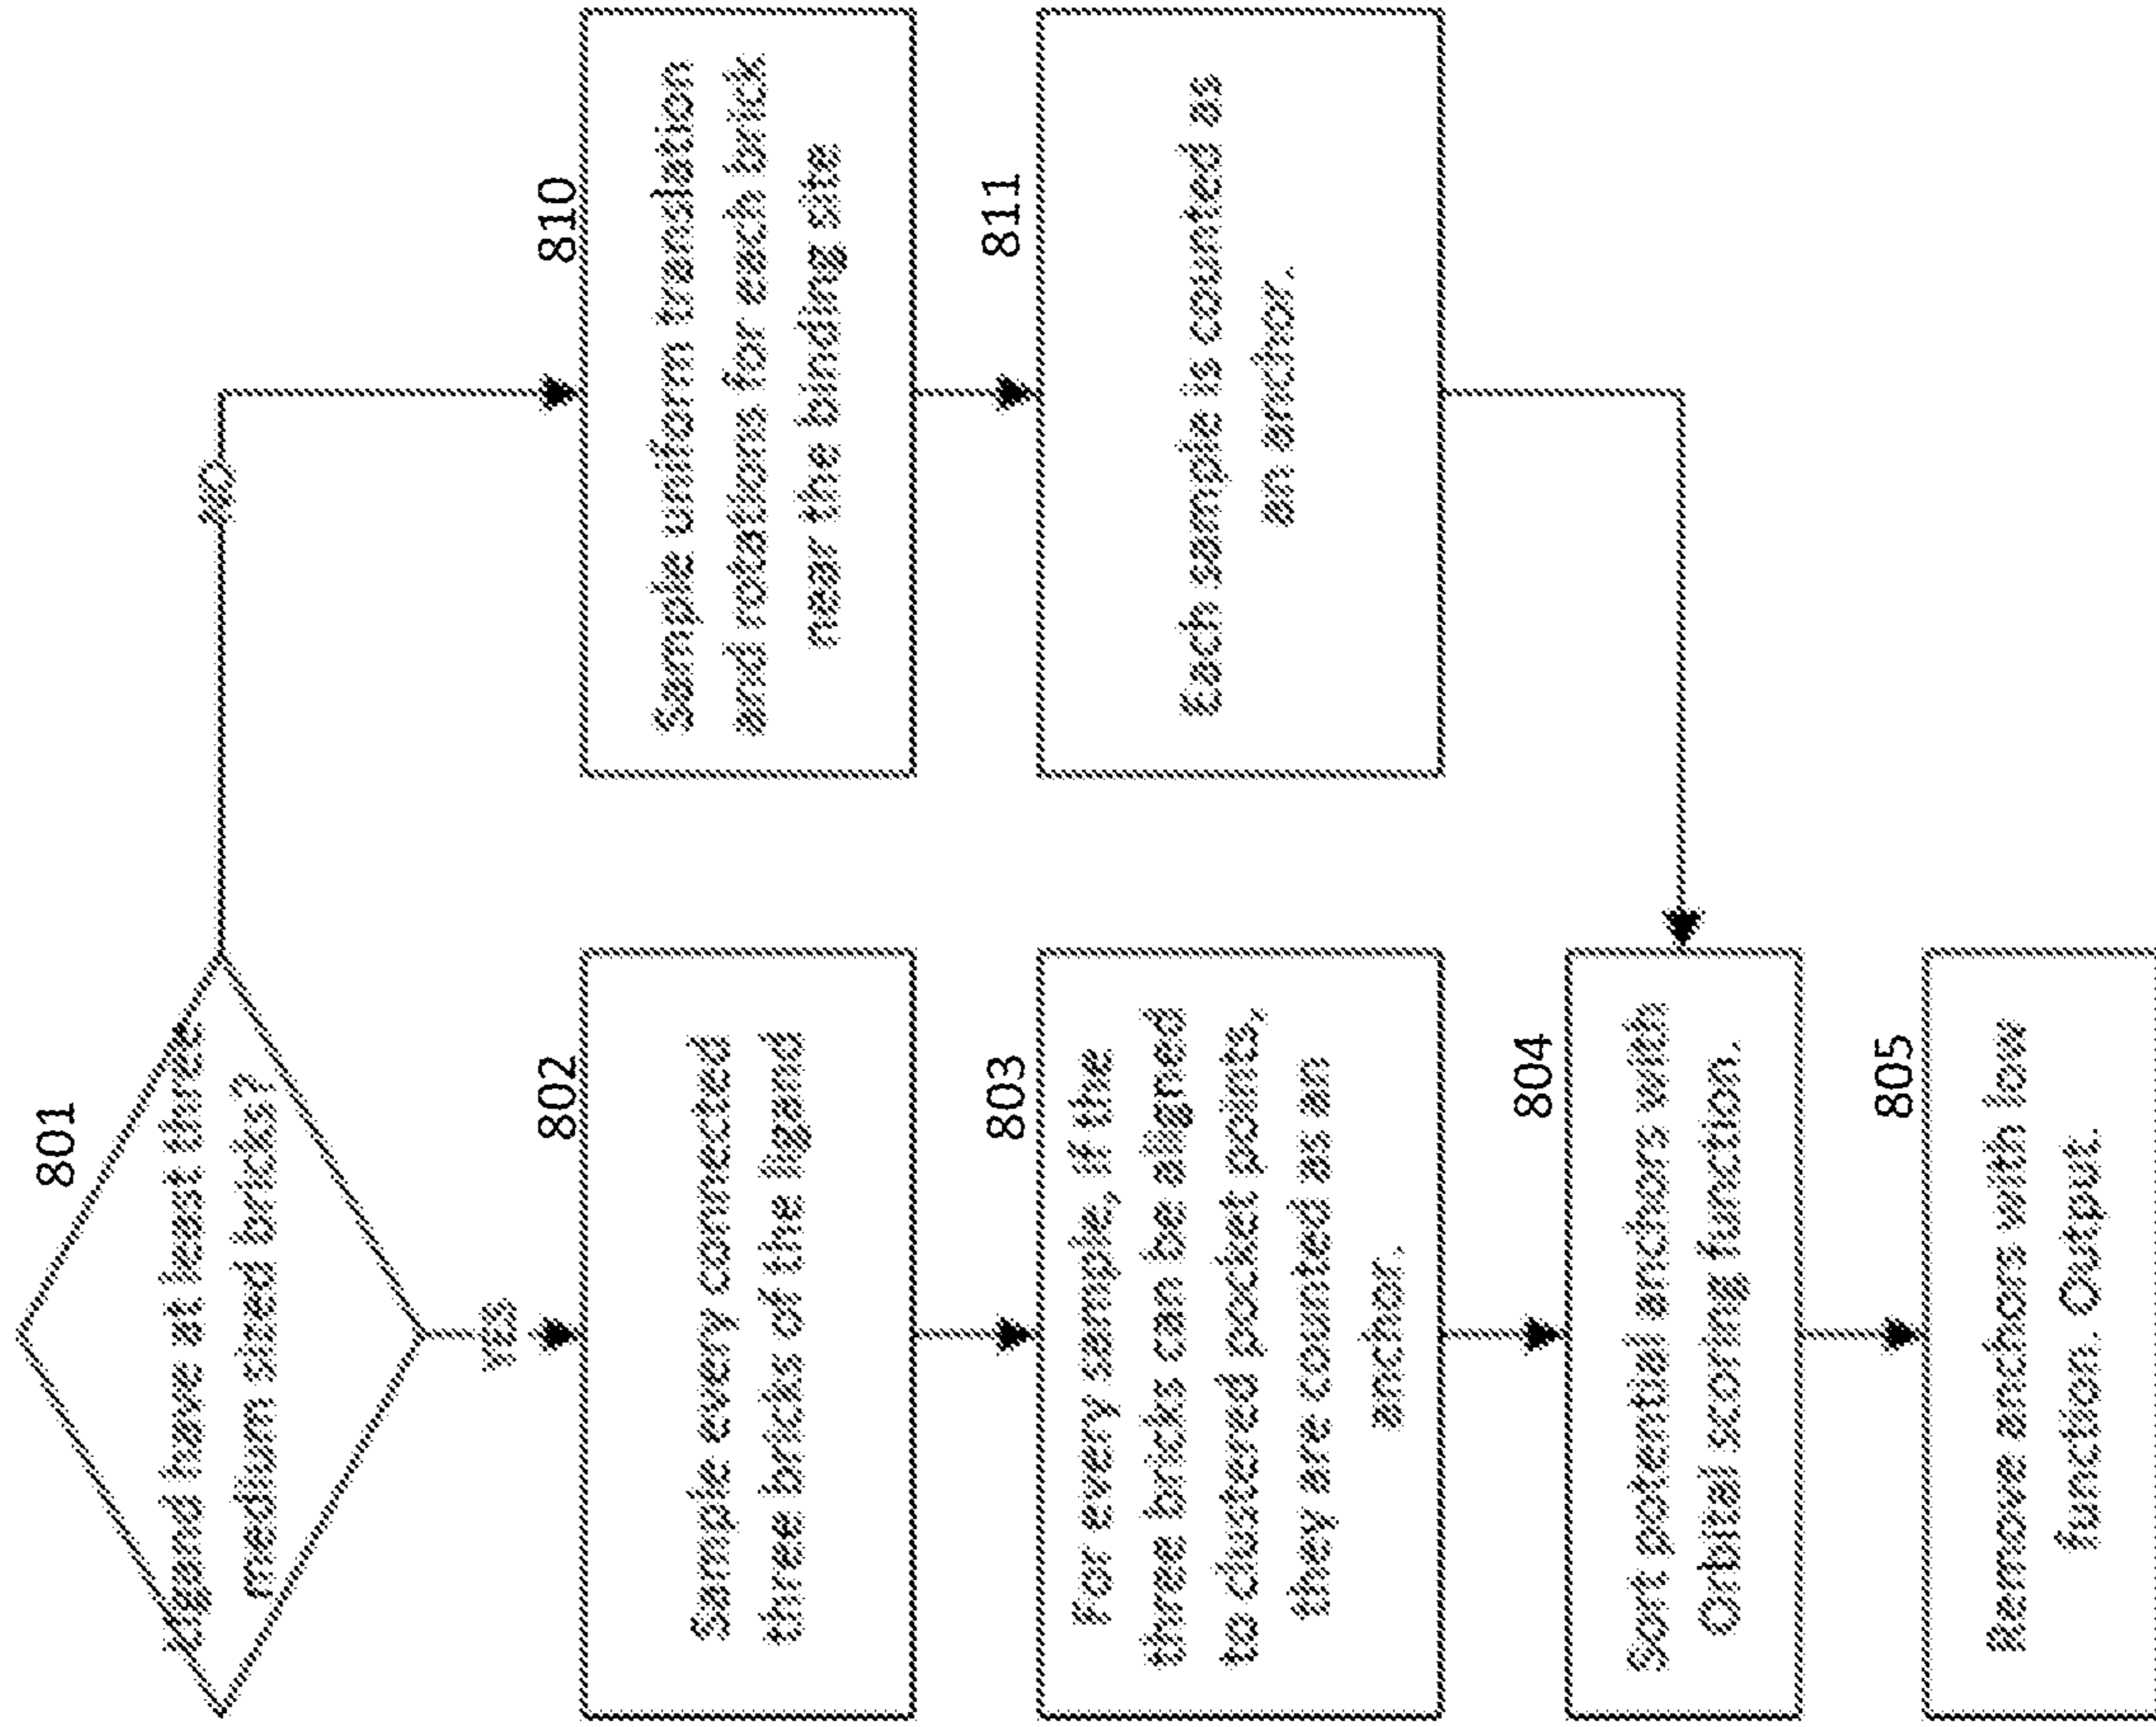 801
Ligand have at least three
medium sized bricks?
yes
no
802
Sample every connected
three bricks of the ligand
803
For every sample, if the
three bricks can be aligned
to clustered pocket points,
they are counted as an
anchor.
804
Sort potential anchors with
Orbital scoring function.
805
Remove anchors with low
function. Output.
810
Sample uniform translation
and rotations for each brick
near the binding site
811
Each sample is counted as
an anchor.